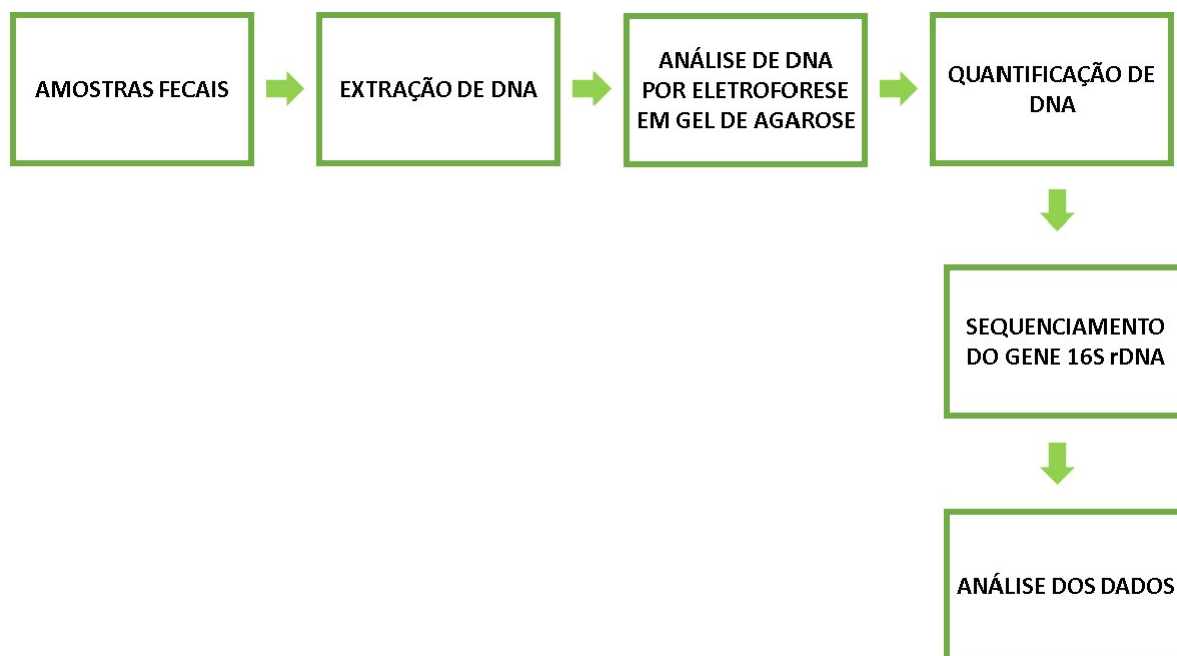 AMOSTRAS FECAIS
EXTRAÇÃO DE DNA
ANÁLISE DE DNA
POR ELETROFORESE
EM GEL DE AGAROSE
QUANTIFICAÇÃO DE
DNA
SEQUENCIAMENTO
DO GENE 16S rDNA
ANÁLISE DOS DADOS